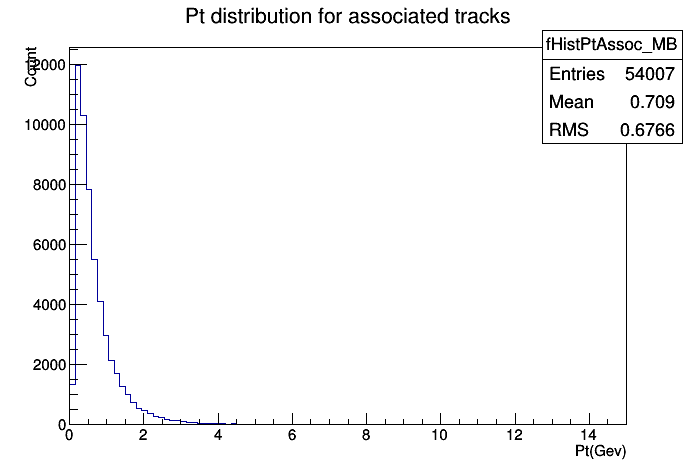 Pt distribution for associated tracks
fHistPtAssoc_MB
Entries 54007
Mean 0.709
RMS 0.6766
Count
12000
10000
8000
6000
4000
2000
0
0 2 4 6 8 10 12 14
Pt(Gev)